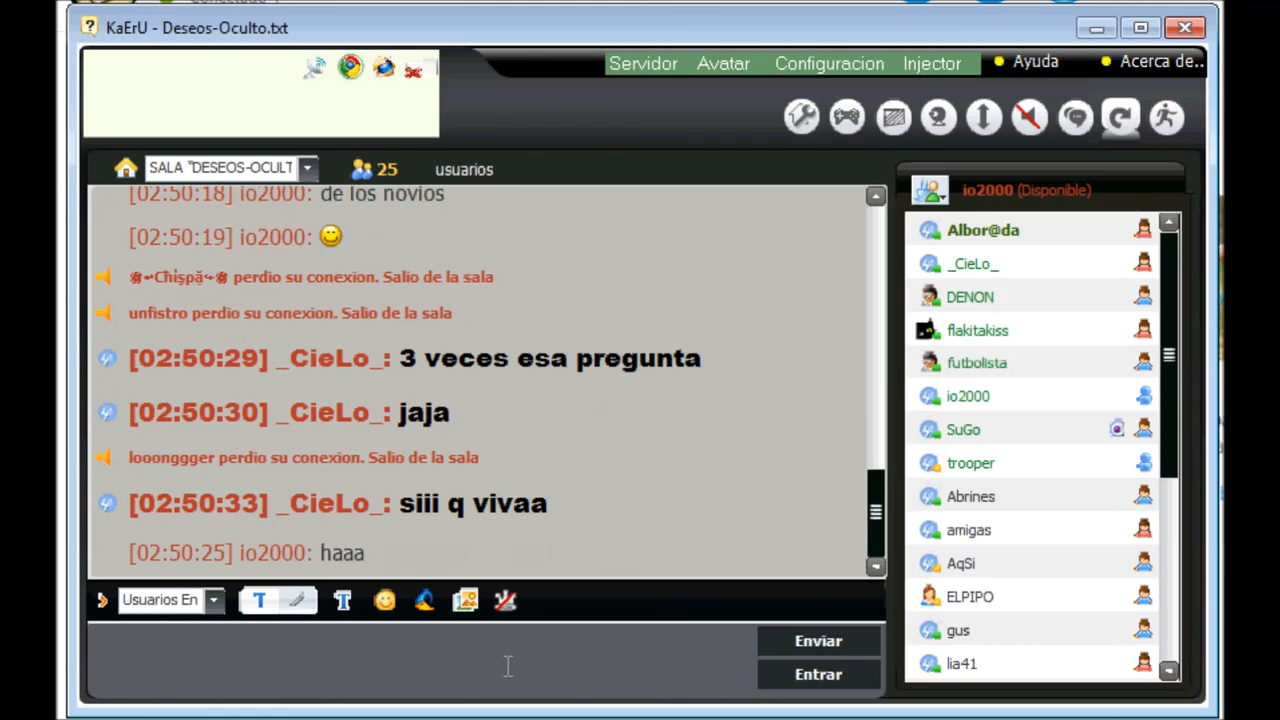 KaErU - Deseos-Oculto.txt
Servidor Avatar Configuracion Injector Ayuda Acerca de..
SALA "DESEOS-OCULT 25 usuarios
[02:50:18] io2000: de los novios
[02:50:19] io2000:
perdio su conexion. Salio de la sala
unfistro perdio su conexion. Salio de la sala
[02:50:29] _CieLo_: 3 veces esa pregunta
[02:50:30] _CieLo_: jaja
looonggger perdio su conexion. Salio de la sala
[02:50:33] _CieLo_: siii q vivaa
[02:50:25] io2000: haaa
Usuarios En
Enviar
Entrar
io2000 (Disponible)
Albor@da
_CieLo_
DENON
flakitakiss
futbolista
io2000
SuGo
trooper
Abrines
amigas
AqSi
ELPIPO
gus
lia41